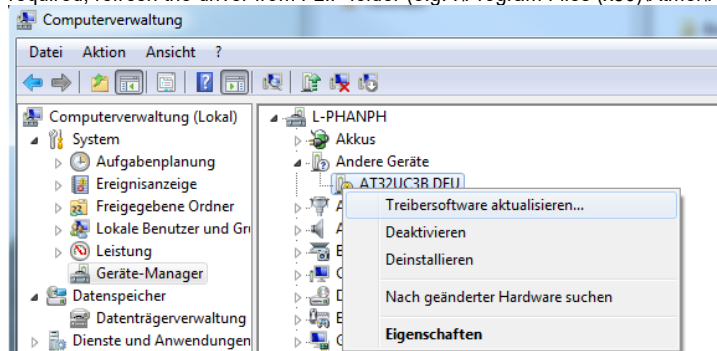 Computerverwaltung
Datei Aktion Ansicht ?
Computerverwaltung (Lokal)
System
Aufgabenplanung
Ereignisanzeige
Freigegebene Ordner
Lokale Benutzer und Gru
Leistung
Geräte-Manager
Datenspeicher
Datenträgerverwaltung
Dienste und Anwendungen
L-PHANPH
Akkus
Andere Geräte
AT32UC3B DFU
Treibersoftware aktualisieren...
Deaktivieren
Deinstallieren
Nach geänderter Hardware suchen
Eigenschaften